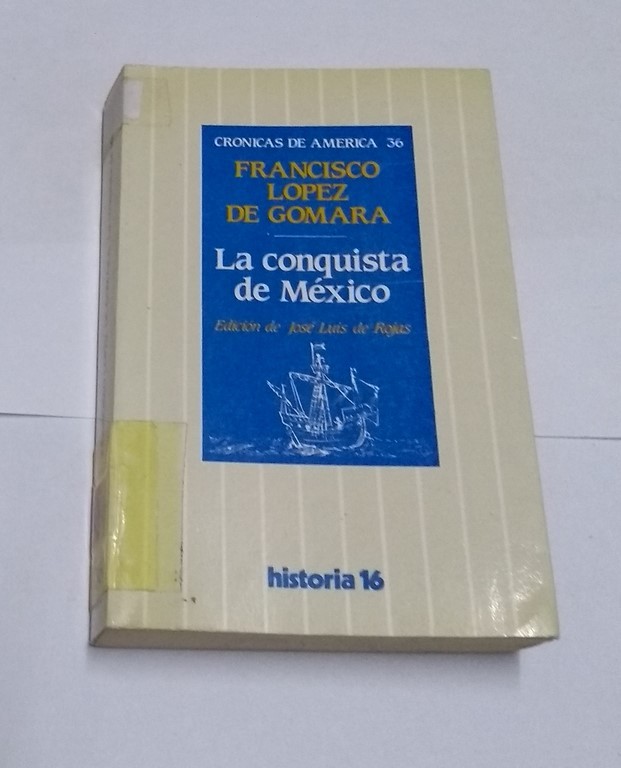 CRONICAS DE AMERICA 36
FRANCISCO
LOPEZ
DE GOMARA
La conquista
de México
Edición de José Luis de Rojas
historia 16